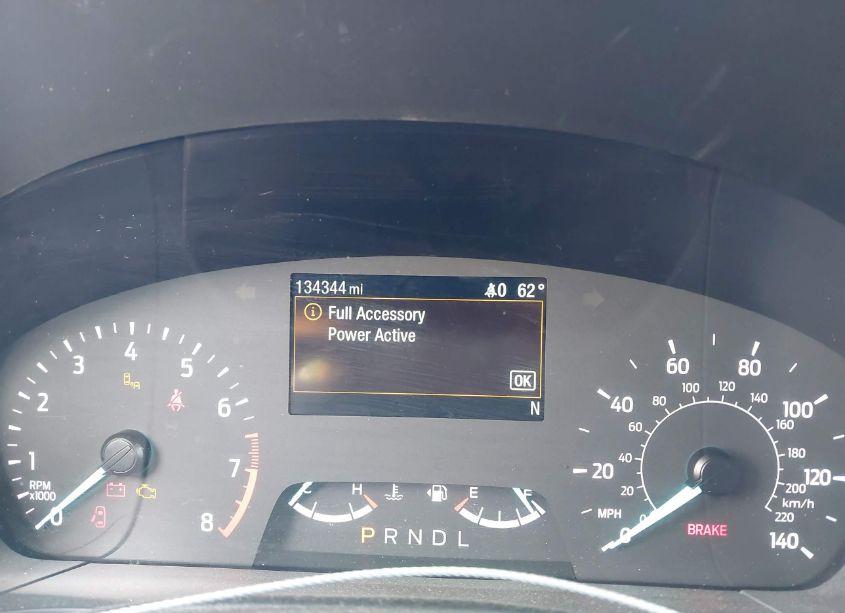 134344 mi 0 62°
Full Accessory
Power Active
OK
N
0 1 2 3 4 5 6 7 8
RPM
x1000
C H E F
P R N D L
0 20 40 60 80 100 120 140
MPH
0 20 40 60 80 100 120 140 160 180 200 220
km/h
BRAKE